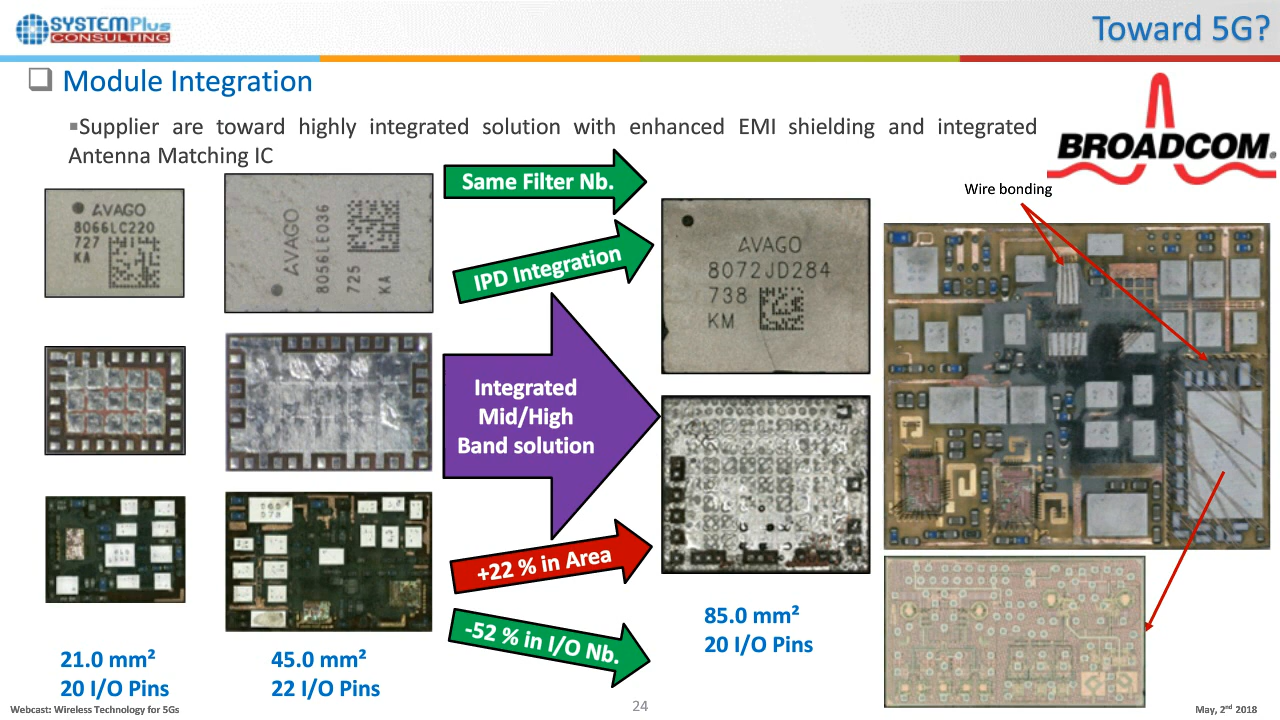 SYSTEMPlus
CONSULTING
Toward 5G?
Module Integration
Supplier are toward highly integrated solution with enhanced EMI shielding and integrated
Antenna Matching IC
BROADCOM.
Same Filter Nb.
Wire bonding
AVAGO
8066LC220
727
KA
AVAGO
8056LE036
725
KA
IPD Integration
AVAGO
8072JD284
738
KM
Integrated
Mid/High
Band solution
+22 % in Area
-52 % in I/O Nb.
85.0 mm²
20 I/O Pins
21.0 mm²
20 I/O Pins
45.0 mm²
22 I/O Pins
Webcast: Wireless Technology for 5Gs
24
May, 2nd 2018